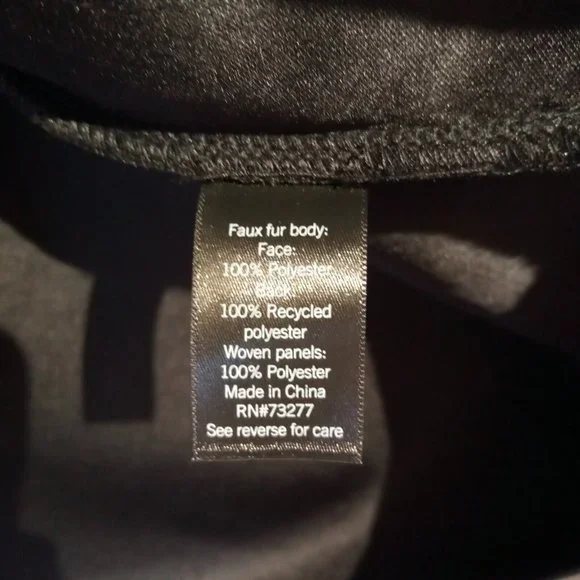 Faux fur body:
Face:
100% Polyester
Back:
100% Recycled
polyester
Woven panels:
100% Polyester
Made in China
RN#73277
See reverse for care